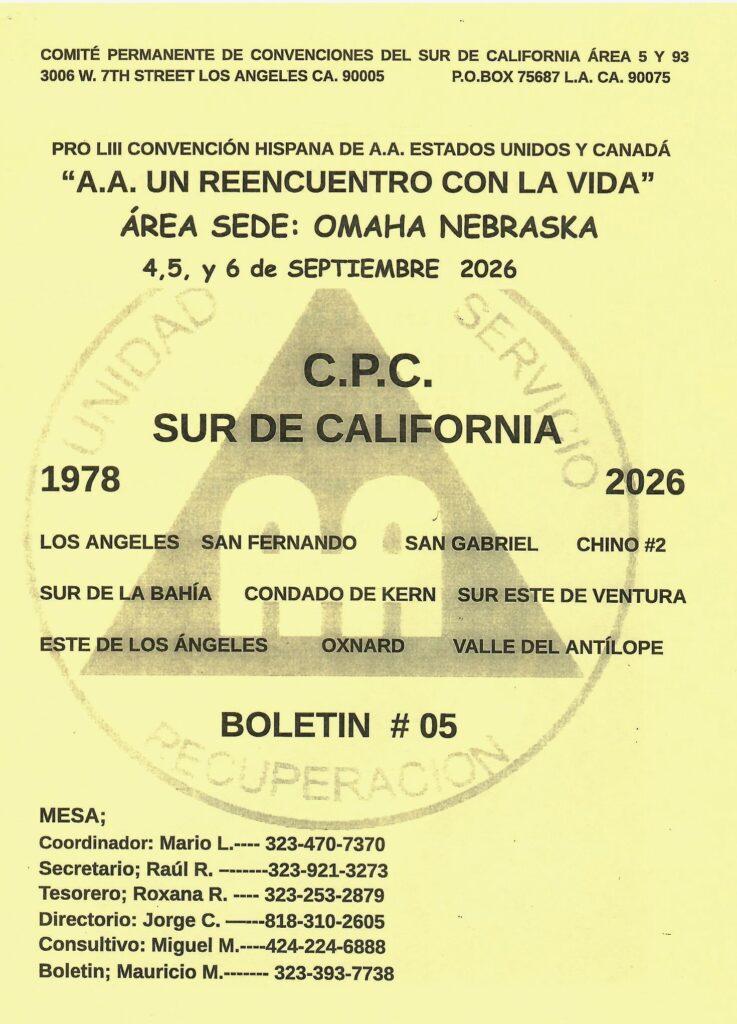 COMITÉ PERMANENTE DE CONVENCIONES DEL SUR DE CALIFORNIA ÁREA 5 Y 93
3006 W. 7TH STREET LOS ANGELES CA. 90005 P.O.BOX 75687 L.A. CA. 90075
PRO LIII CONVENCIÓN HISPANA DE A.A. ESTADOS UNIDOS Y CANADÁ
“A.A. UN REENCUENTRO CON LA VIDA”
ÁREA SEDE: OMAHA NEBRASKA
4,5, y 6 de SEPTIEMBRE 2026
UNIDAD SERVICIO
C.P.C.
SUR DE CALIFORNIA
1978 2026
AA
LOS ANGELES SAN FERNANDO SAN GABRIEL CHINO #2
SUR DE LA BAHÍA CONDADO DE KERN SUR ESTE DE VENTURA
ESTE DE LOS ÁNGELES OXNARD VALLE DEL ANTÍLOPE
BOLETIN # 05
RECUPERACION
MESA;
Coordinador: Mario L.---- 323-470-7370
Secretario; Raúl R. –-------323-921-3273
Tesorero; Roxana R. ---- 323-253-2879
Directorio: Jorge C. —---818-310-2605
Consultivo: Miguel M.----424-224-6888
Boletin; Mauricio M.------- 323-393-7738